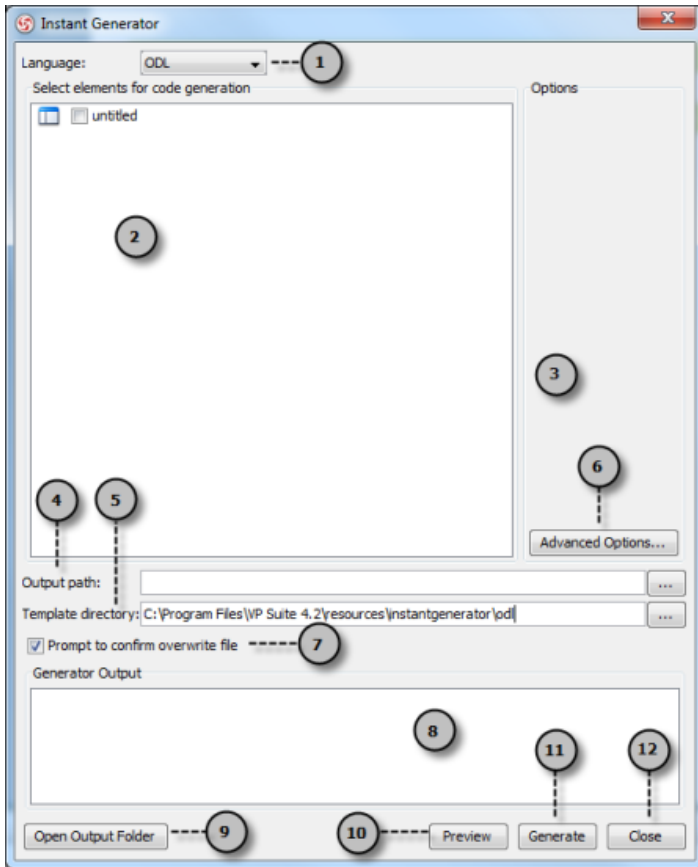 Instant Generator
Language: ODL 1
Select elements for code generation
Options
untitled
2
3
6
4 5
Advanced Options...
Output path: ...
Template directory: C:\Program Files\VP Suite 4.2\resources\instantgenerator\odl ...
Prompt to confirm overwrite file 7
Generator Output
8
11 12
Open Output Folder 9 10 Preview Generate Close